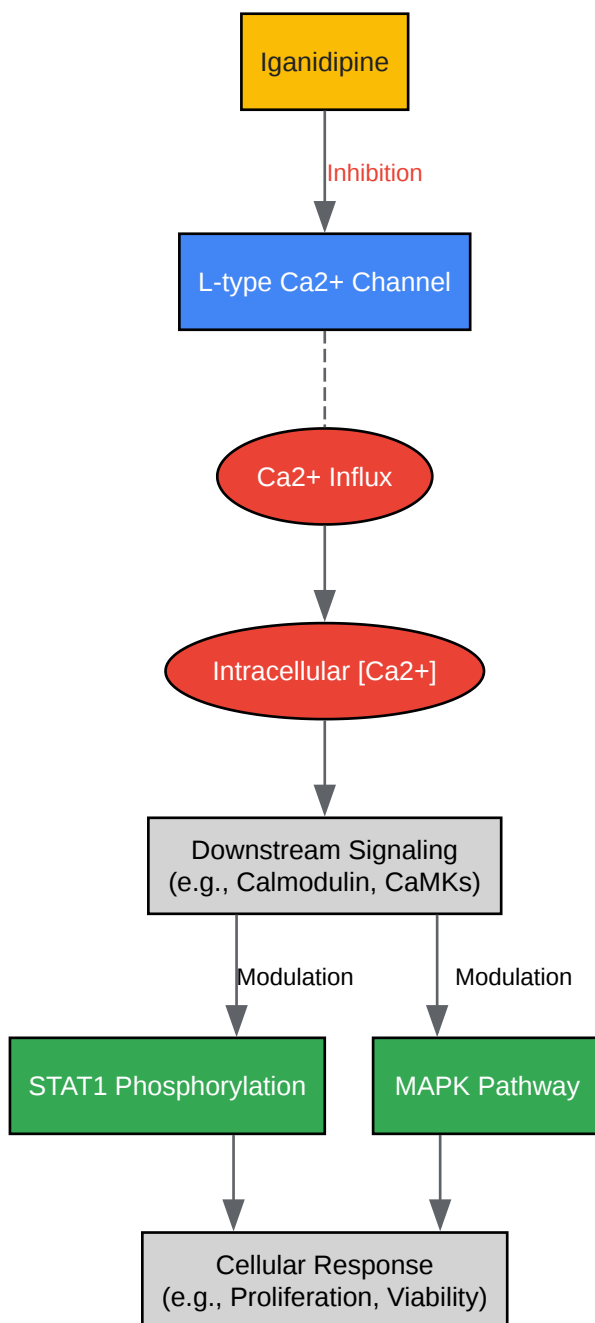 Iganidipine
Inhibition
L-type Ca2+ Channel
Ca2+ Influx
Intracellular [Ca2+]
Downstream Signaling
(e.g., Calmodulin, CaMKs)
Modulation
Modulation
STAT1 Phosphorylation
MAPK Pathway
Cellular Response
(e.g., Proliferation, Viability)